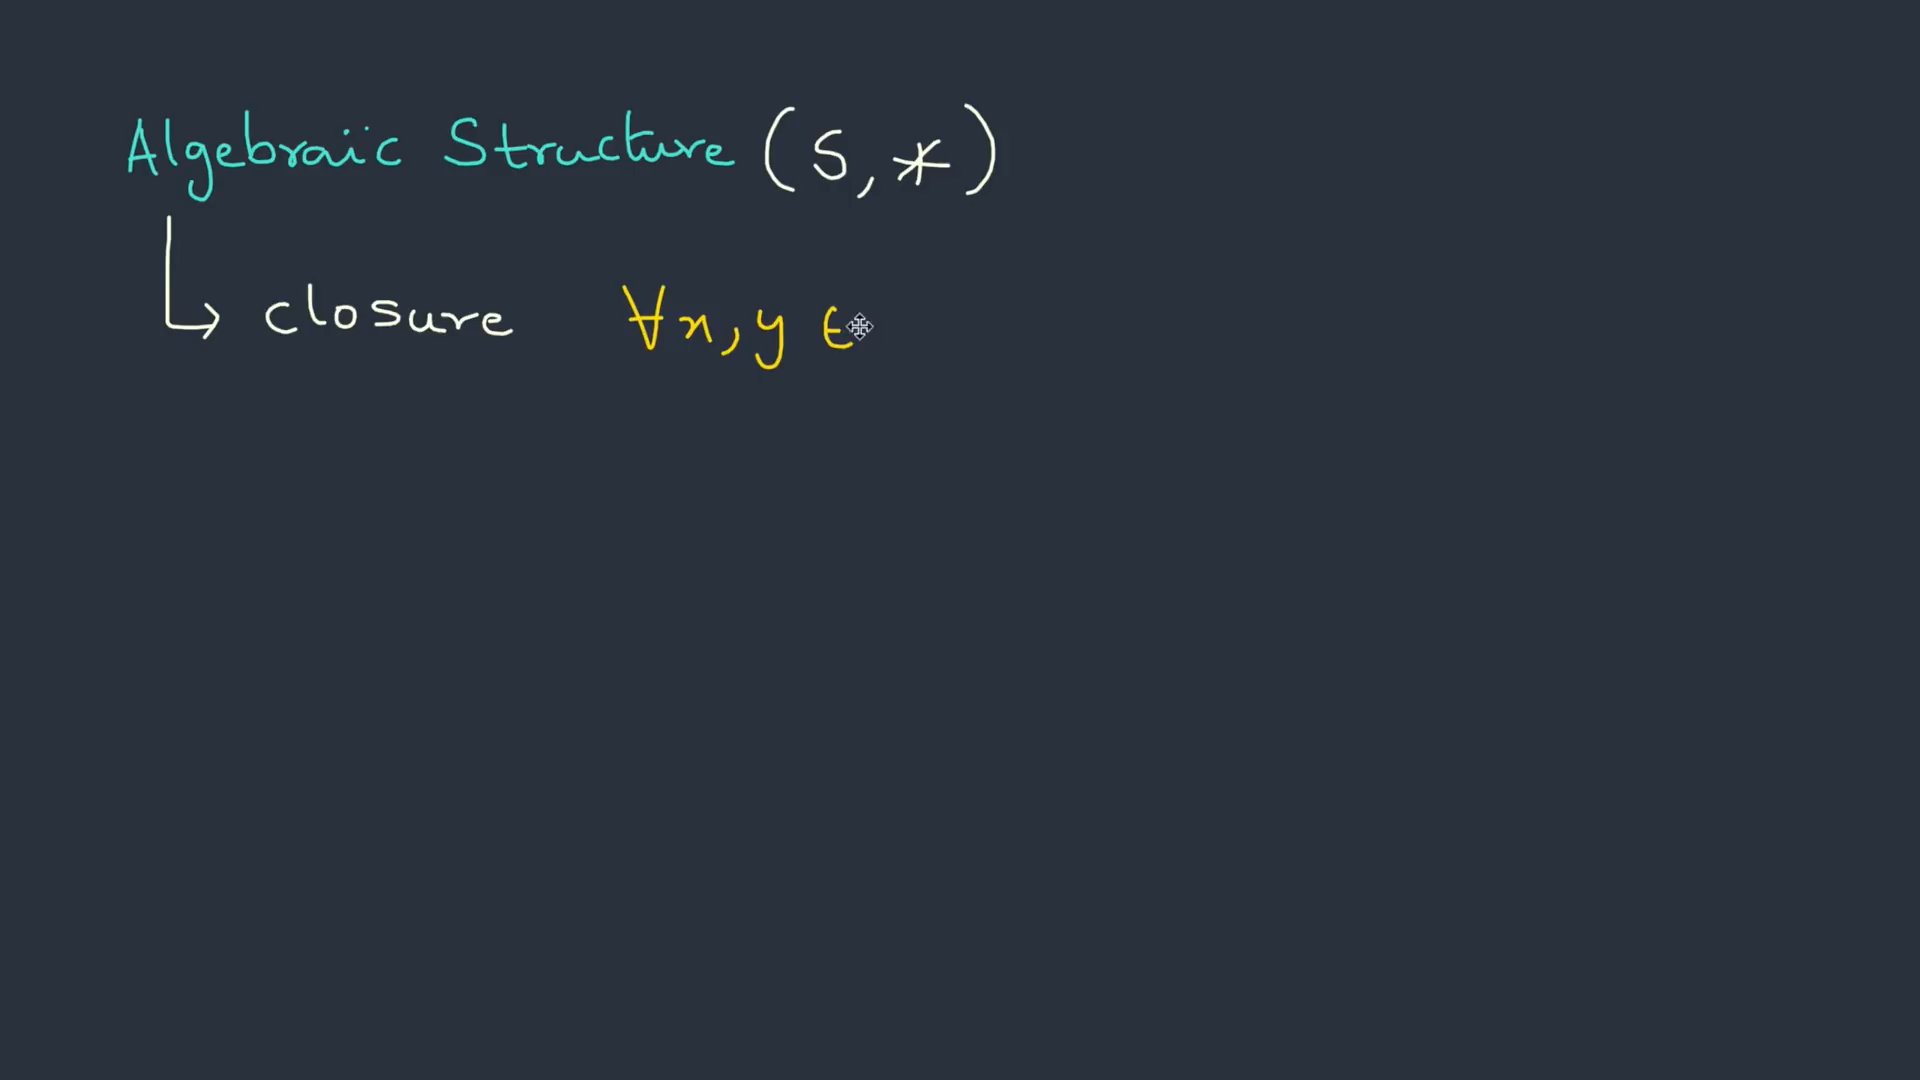 Algebraic Structure (S, *)
↳ closure ∀x, y ∈